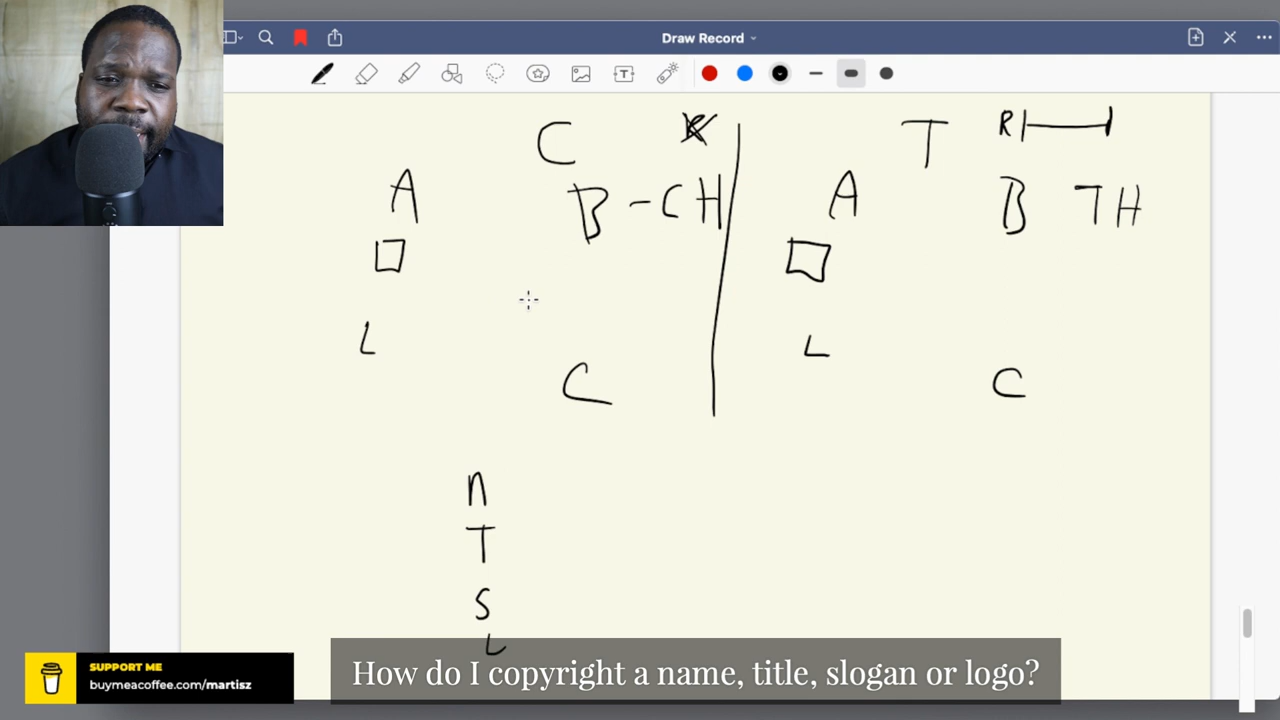 Draw Record
C T R
A B - CH A B TH
L L
C C
n
T
S
L
How do I copyright a name, title, slogan or logo?
SUPPORT ME
buymeacoffee.com/martisz